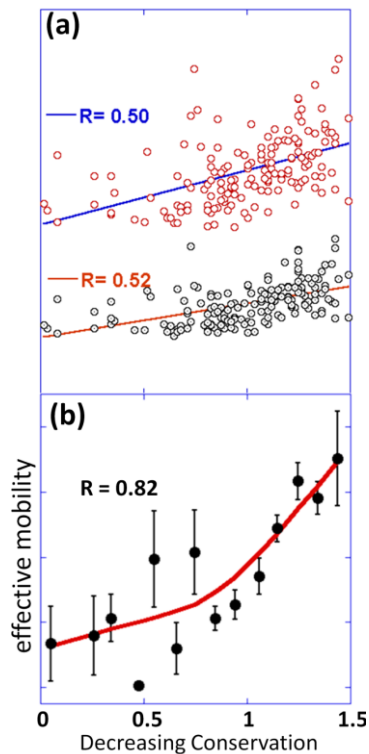 (a)
R= 0.50
R= 0.52
(b)
R = 0.82
effective mobility
0 0.5 1 1.5
Decreasing Conservation